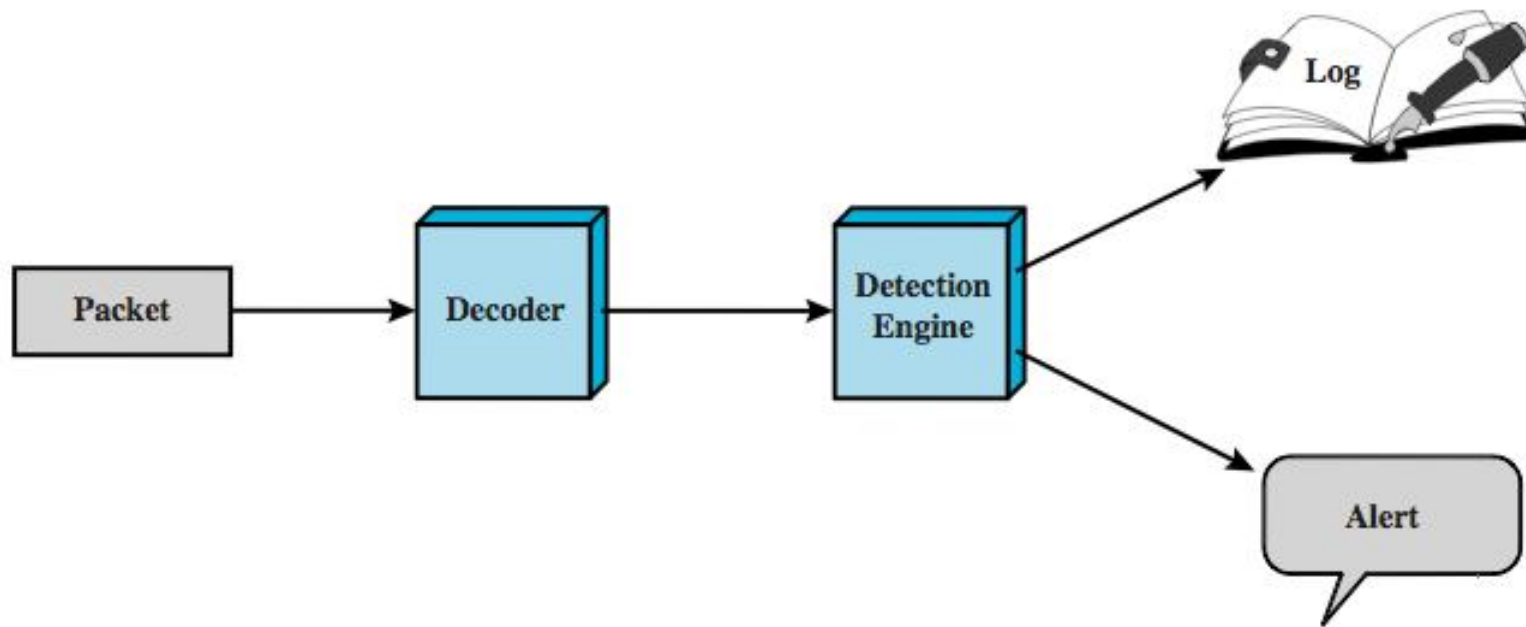 Log
Packet
Decoder
Detection
Engine
Alert